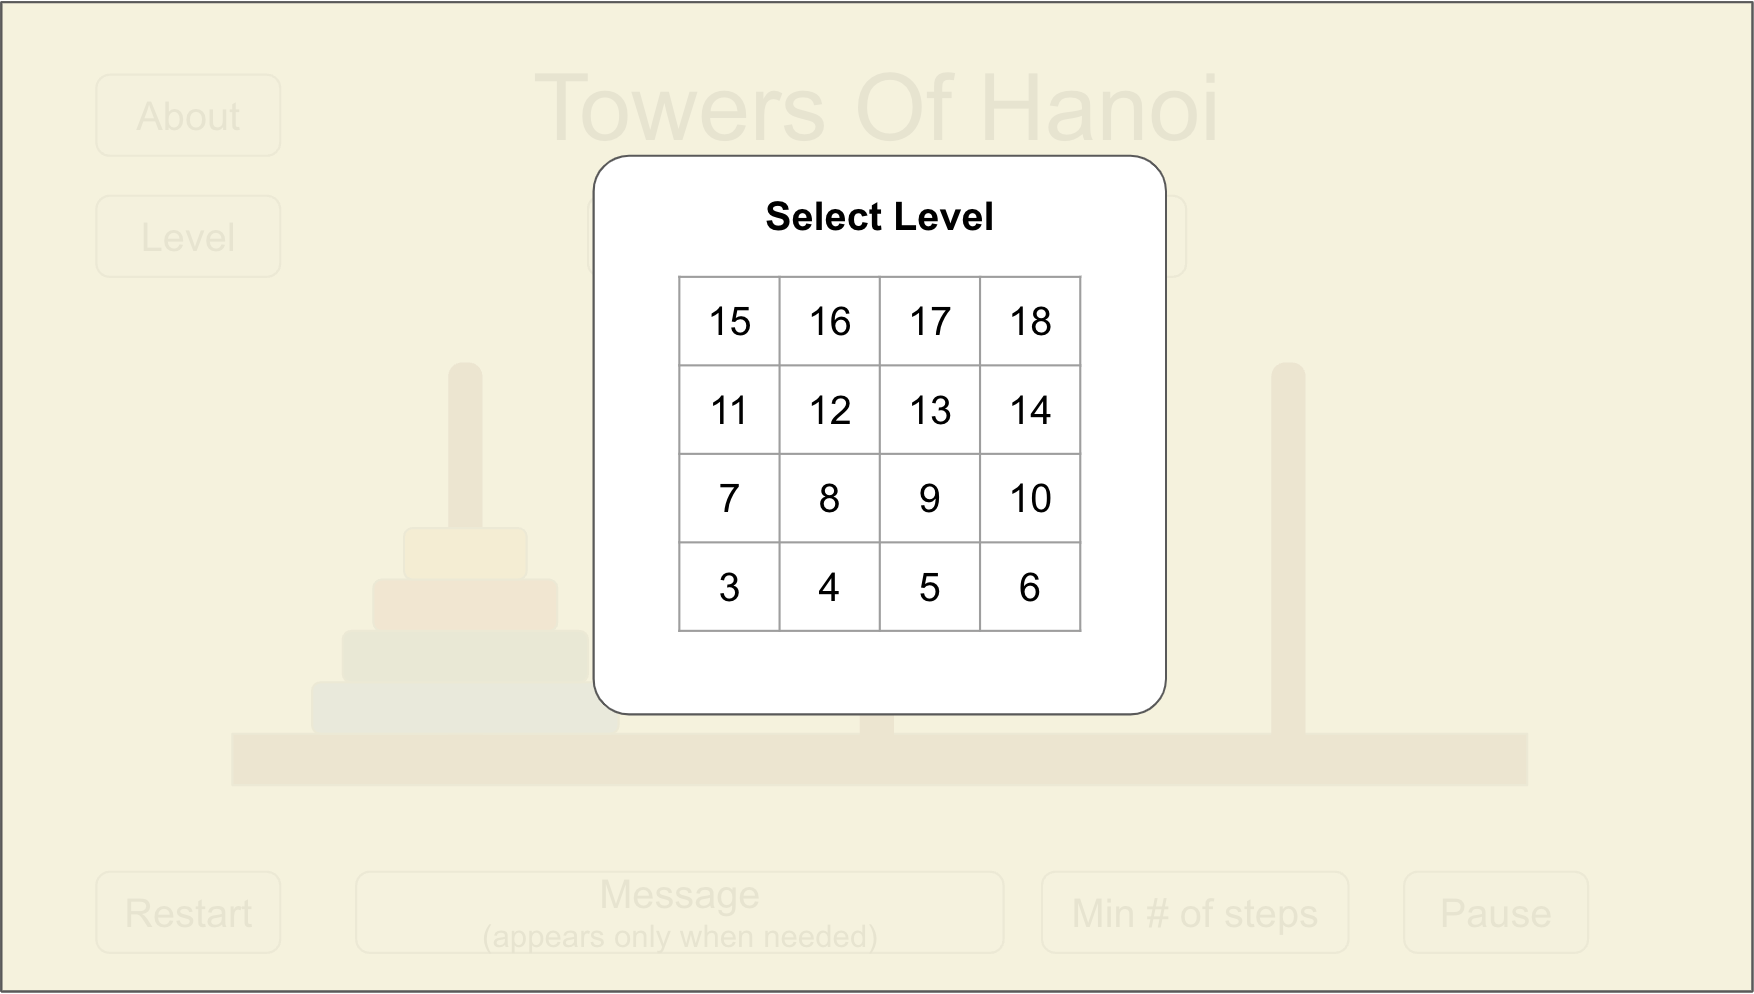 Towers Of Hanoi
About
Level
Select Level
15 16 17 18
11 12 13 14
7 8 9 10
3 4 5 6
Restart
Message
(appears only when needed)
Min # of steps
Pause